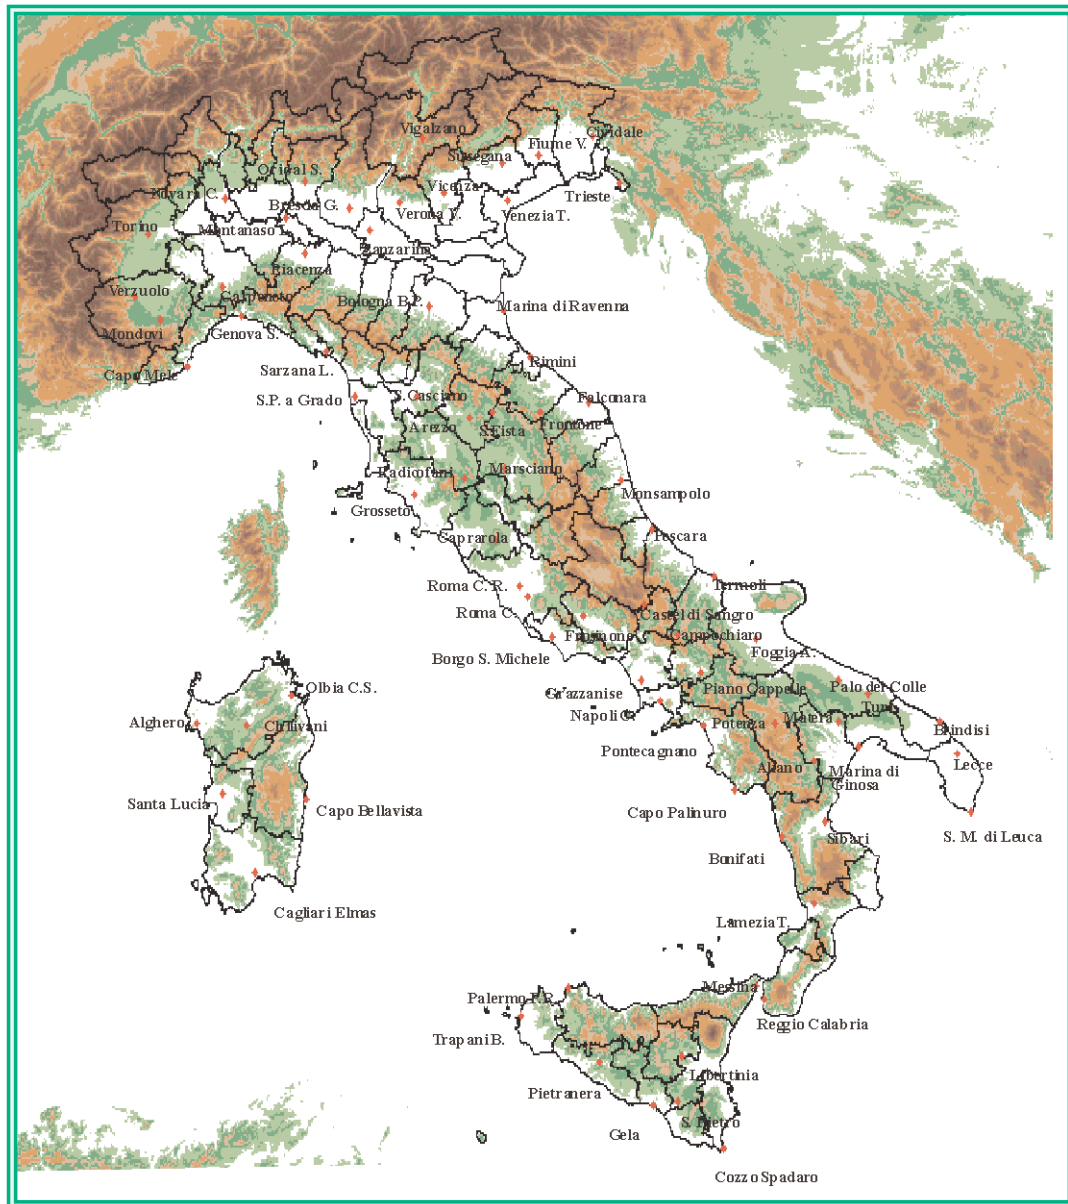 Vigalzano
Cividale
Fiume V.
Susegana
Vicenza
Novara C.
Brescia G.
Verona V.
Venezia T.
Trieste
Torino
Montanaso L.
Zanzarina
Piacenza
Verzuolo
Bologna B.P.
Marina di Ravenna
Mondovi
Genova S.
Rimini
Capo Mele
Sarzana L.
S.P. a Grado
S.Casciano
Falconara
Arezzo
Frontone
Radicofani
Marsciano
Monsampolo
Grosseto
Caprarola
Pescara
Roma C. R.
Termoli
Roma C.
Castel di Sangro
Frosinone
Campochiaro
Borgo S. Michele
Foggia A.
Olbia C.S.
Grazzanise
Piano Cappelle
Palo del Colle
Alghero
Chilivani
Potenza
Matera
Turi
Brindisi
Pontecagnano
Aliano
Marina di
Ginosa
Lecce
Santa Lucia
Capo Bellavista
Capo Palinuro
Sibari
S. M. di Leuca
Bonifati
Cagliari Elmas
Lamezia T.
Messina
Palermo P.R.
Reggio Calabria
Trapani B.
Libertinia
Pietranera
S. Pietro
Gela
Cozzo Spadaro